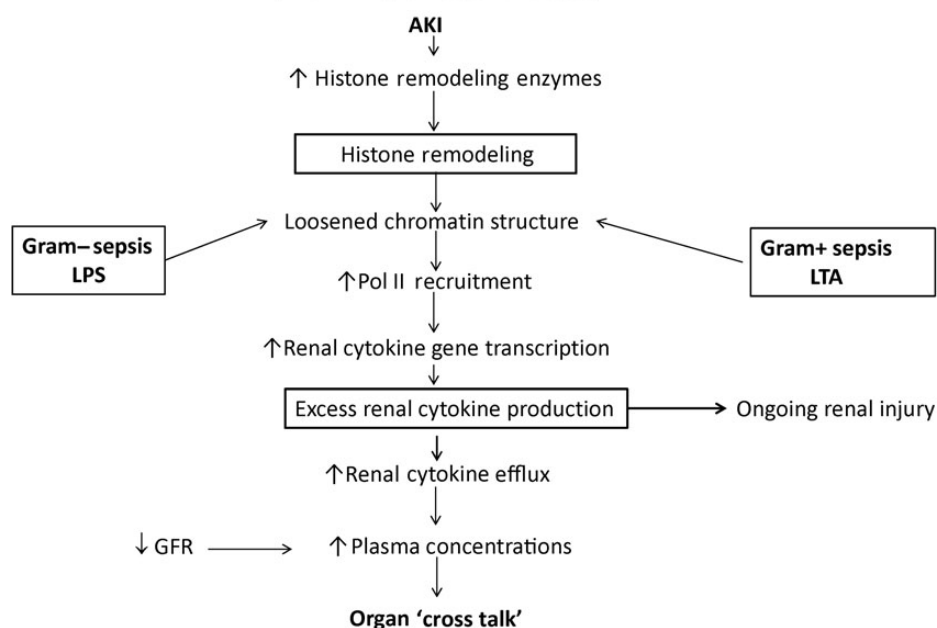 AKI
↑ Histone remodeling enzymes
Histone remodeling
Loosened chromatin structure
Gram– sepsis
LPS
Gram+ sepsis
LTA
↑Pol II recruitment
↑Renal cytokine gene transcription
Excess renal cytokine production
Ongoing renal injury
↑Renal cytokine efflux
↓ GFR
↑ Plasma concentrations
Organ ‘cross talk’